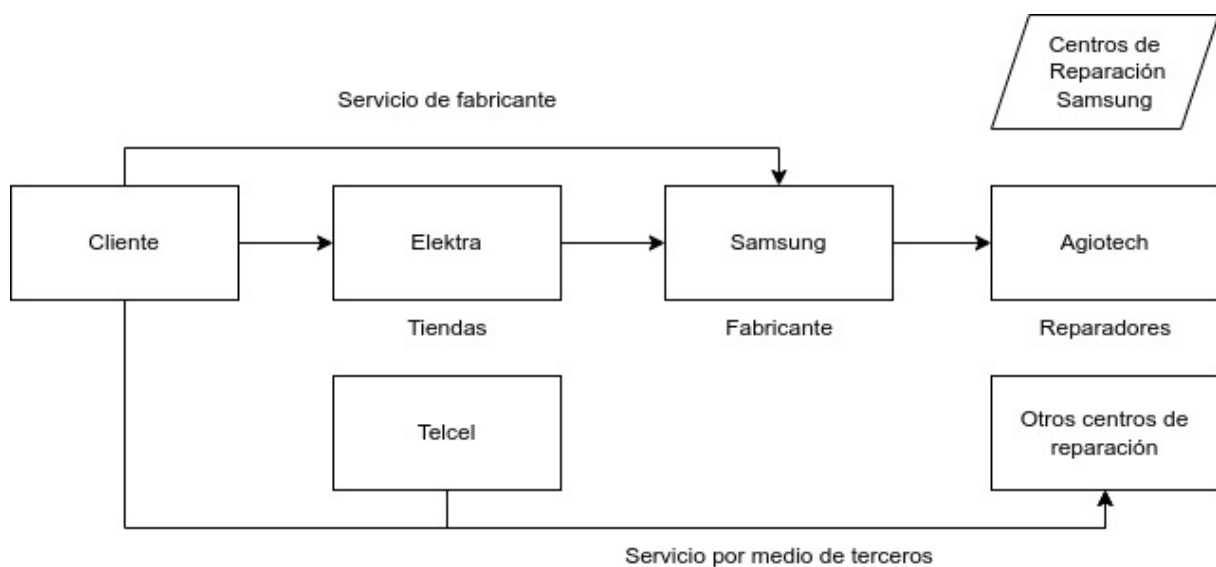 Centros de
Reparación
Samsung
Servicio de fabricante
Cliente
Elektra
Samsung
Agiotech
Tiendas
Fabricante
Reparadores
Telcel
Otros centros de
reparación
Servicio por medio de terceros